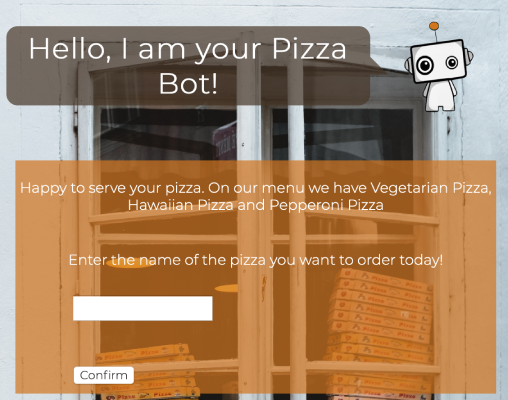 Hello, I am your Pizza
Bot!
Happy to serve your pizza. On our menu we have Vegetarian Pizza,
Hawaiian Pizza and Pepperoni Pizza
Enter the name of the pizza you want to order today!
Confirm